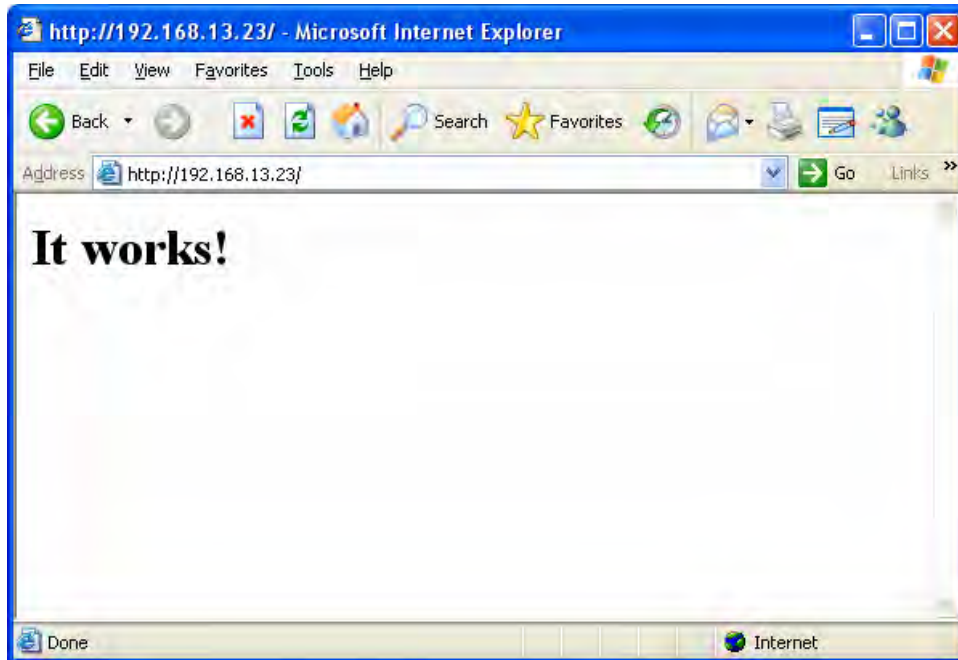 http://192.168.13.23/ - Microsoft Internet Explorer
File Edit View Favorites Tools Help
Back Search Favorites
Address http://192.168.13.23/ Go Links »
It works!
Done Internet